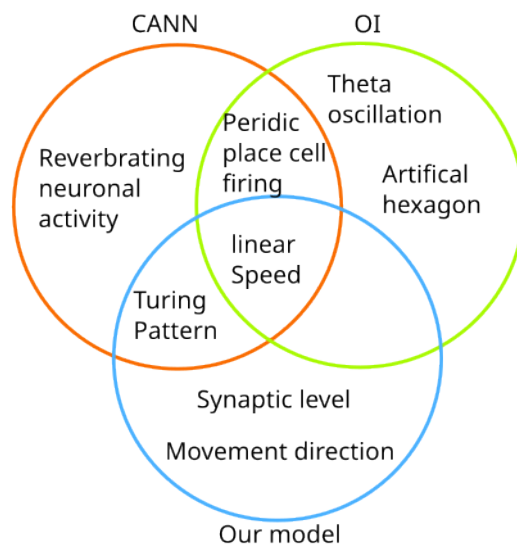 CANN
OI
Theta
oscillation
Peridic
place cell
firing
Reverbrating
neuronal
activity
Artifical
hexagon
linear
Speed
Turing
Pattern
Synaptic level
Movement direction
Our model